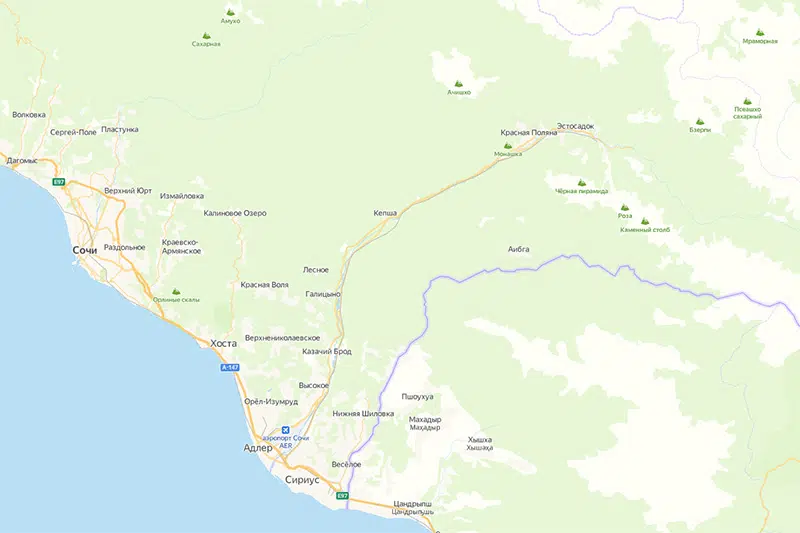 Амухо
Сахарная
Мраморная
Ачишхо
Псеашхо
сахарный
Волковка
Сергей-Поле
Пластунка
Бзерпи
Эстосадок
Красная Поляна
Монашка
Дагомыс
E97
Верхний Юрт
Измайловка
Чёрная пирамида
Калиновое Озеро
Кепша
Роза
Каменный столб
Сочи
Раздольное
Краевско-
Армянское
Аибга
Лесное
Красная Воля
Галицыно
Орлиные скалы
Хоста
Верхнениколаевское
Казачий Брод
А-147
Высокое
Орёл-Изумруд
Пшоухуа
Нижняя Шиловка
Махадыр
Маҳадыр
аэропорт Сочи
AER
Адлер
Хышха
Хышҳа
Весёлое
Сириус
E97
Цандрыпш
Цандрыԥшь